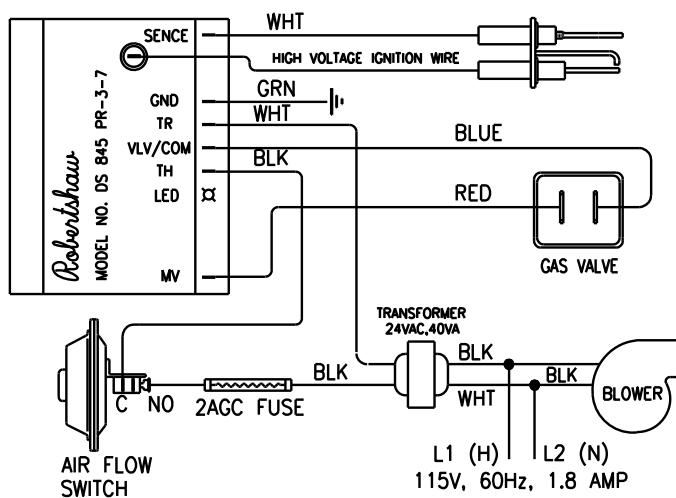 WHT
SENCE
HIGH VOLTAGE IGNITION WIRE
GRN
GND
WHT
TR
BLUE
VLV/COM
BLK
TH
LED
RED
MV
Robertshaw
MODEL NO. DS 845 PR-3-7
GAS VALVE
TRANSFORMER
24VAC,40VA
BLK
BLK
BLK
WHT
BLOWER
C NO
2AGC FUSE
AIR FLOW
SWITCH
L1 (H)
L2 (N)
115V, 60Hz, 1.8 AMP